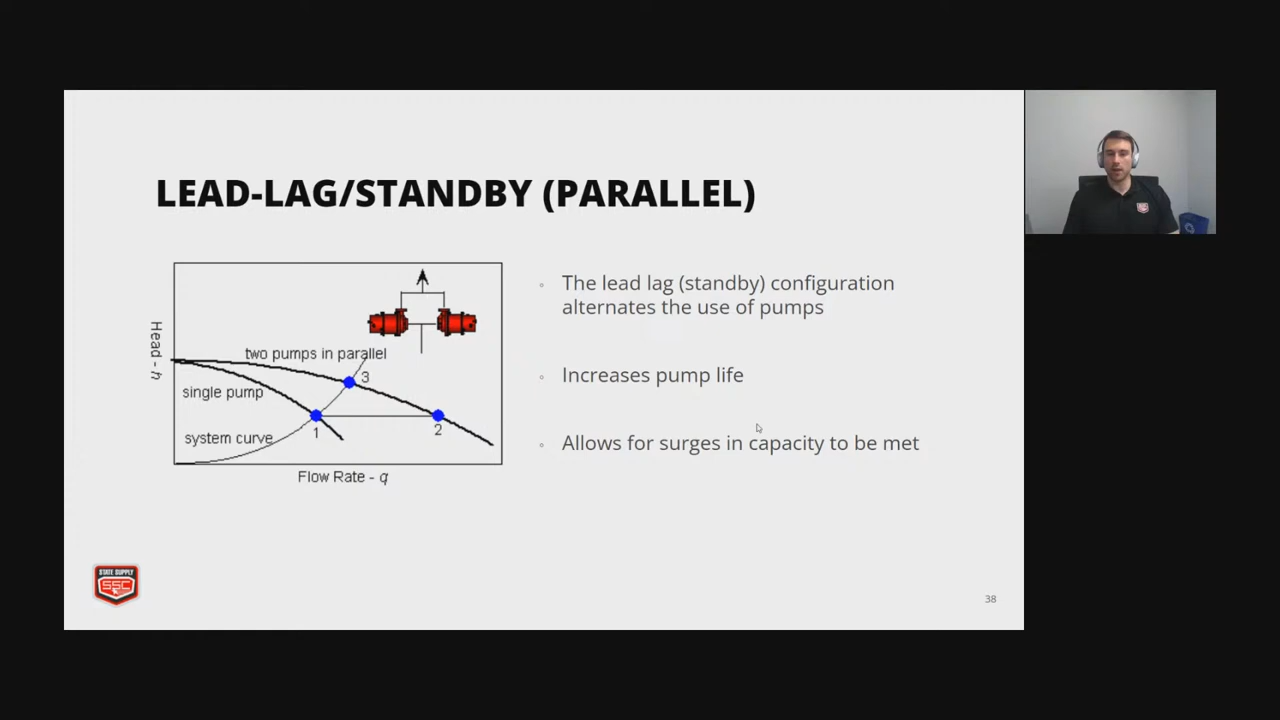 LEAD-LAG/STANDBY (PARALLEL)
Head - h
two pumps in parallel
3
single pump
system curve
1
2
Flow Rate - q
The lead lag (standby) configuration
alternates the use of pumps
Increases pump life
Allows for surges in capacity to be met
STATE SUPPLY
SSC
38